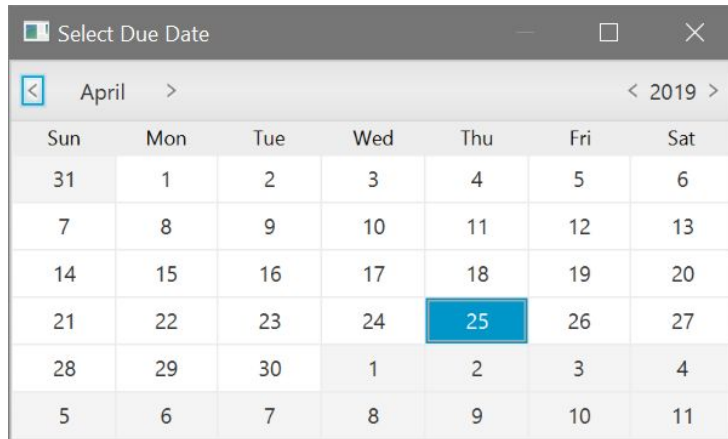 Select Due Date
< April > < 2019 >
Sun Mon Tue Wed Thu Fri Sat
31 1 2 3 4 5 6
7 8 9 10 11 12 13
14 15 16 17 18 19 20
21 22 23 24 25 26 27
28 29 30 1 2 3 4
5 6 7 8 9 10 11